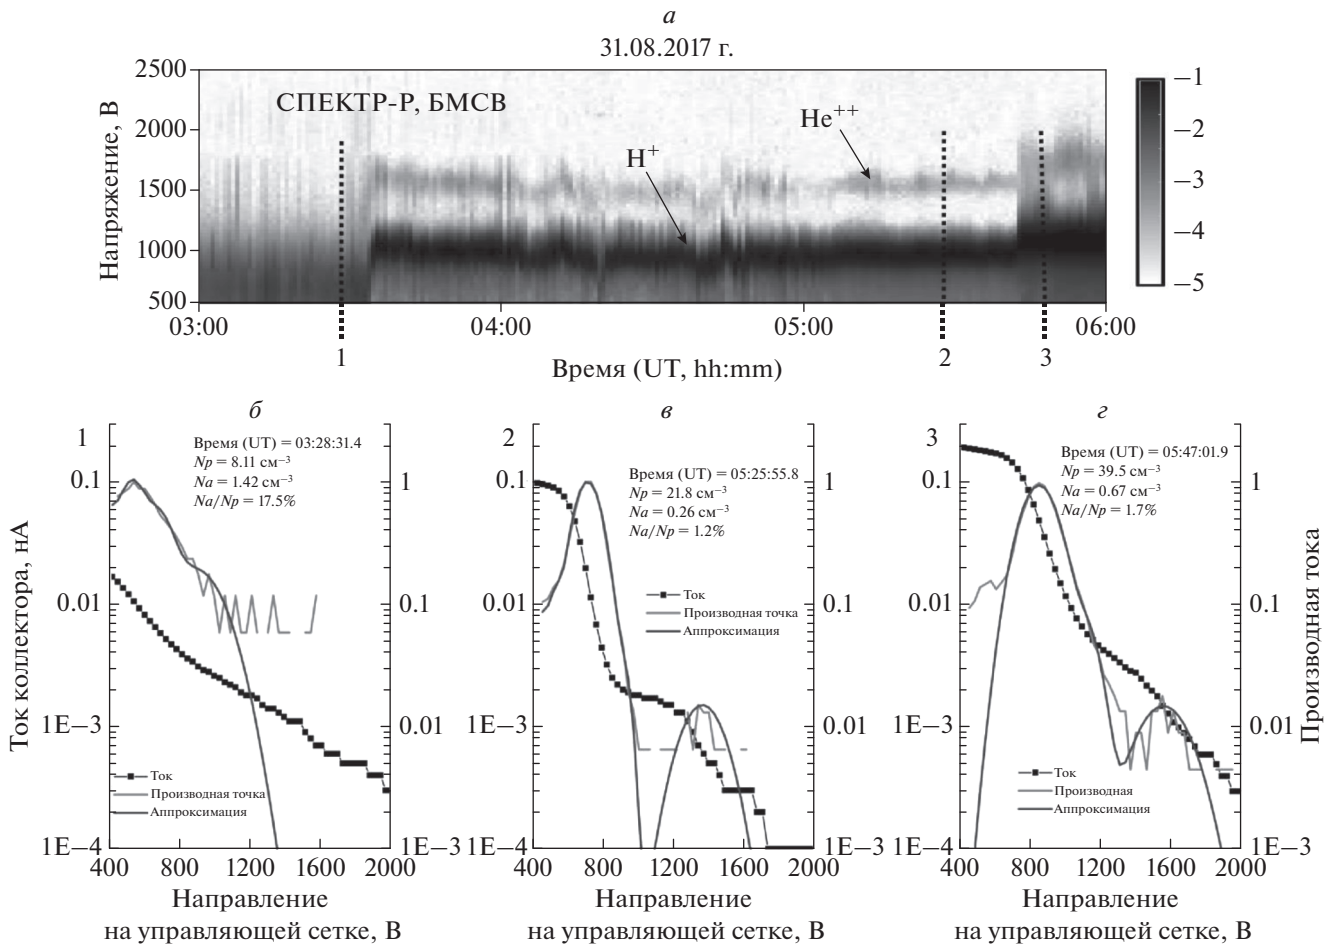 а
31.08.2017 г.
2500
2000
1500
1000
500
Напряжение, В
СПЕКТР-Р, БМСВ
H+
He++
−1
−2
−3
−4
−5
03:00
04:00
05:00
06:00
1
2
3
Время (UT, hh:mm)
б
1
Время (UT) = 03:28:31.4
Np = 8.11 см−3
Na = 1.42 см−3
Na/Np = 17.5%
0.1
0.01
1E−3
1E−4
Ток коллектора, нА
1
0.1
0.01
1E−3
Ток
Производная точка
Аппроксимация
400
800
1200
1600
2000
Направление
на управляющей сетке, В
в
2
Время (UT) = 05:25:55.8
Np = 21.8 см−3
Na = 0.26 см−3
Na/Np = 1.2%
0.1
0.01
1E−3
1E−4
1
0.1
0.01
1E−3
Ток
Производная точка
Аппроксимация
400
800
1200
1600
2000
Направление
на управляющей сетке, В
г
3
Время (UT) = 05:47:01.9
Np = 39.5 см−3
Na = 0.67 см−3
Na/Np = 1.7%
0.1
0.01
1E−3
1E−4
1
0.1
0.01
1E−3
Производная тока
Ток
Производная
Аппроксимация
400
800
1200
1600
2000
Направление
на управляющей сетке, В